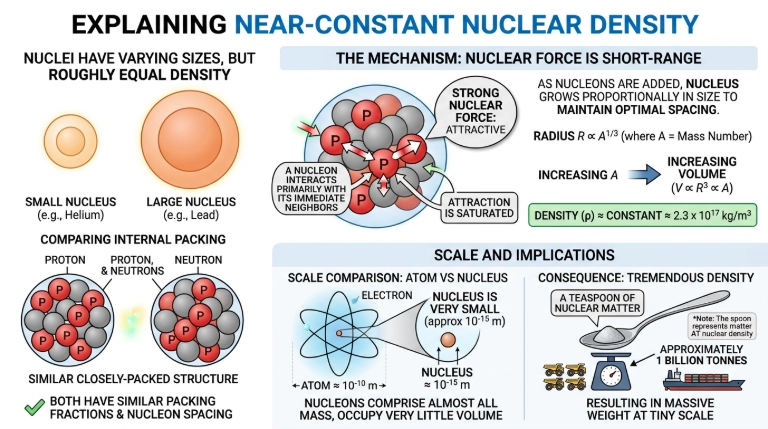 EXPLAINING NEAR-CONSTANT NUCLEAR DENSITY
NUCLEI HAVE VARYING SIZES, BUT
ROUGHLY EQUAL DENSITY
SMALL NUCLEUS
(e.g., Helium)
LARGE NUCLEUS
(e.g., Lead)
COMPARING INTERNAL PACKING
PROTON
PROTON,
& NEUTRONS
NEUTRON
P
P
P
P
P
P
P
P
P
P
SIMILAR CLOSELY-PACKED STRUCTURE
BOTH HAVE SIMILAR PACKING
FRACTIONS & NUCLEON SPACING
THE MECHANISM: NUCLEAR FORCE IS SHORT-RANGE
STRONG
NUCLEAR
FORCE:
ATTRACTIVE
P
P
P
P
A NUCLEON
INTERACTS
PRIMARILY WITH
ITS IMMEDIATE
NEIGHBORS
ATTRACTION
IS SATURATED
AS NUCLEONS ARE ADDED, NUCLEUS
GROWS PROPORTIONALLY IN SIZE TO
MAINTAIN OPTIMAL SPACING.
RADIUS R ∝ A¹/³ (where A = Mass Number)
INCREASING A
INCREASING
VOLUME
(V ∝ R³ ∝ A)
DENSITY (ρ) ≈ CONSTANT ≈ 2.3 x 10¹⁷ kg/m³
SCALE AND IMPLICATIONS
SCALE COMPARISON: ATOM VS NUCLEUS
ELECTRON
NUCLEUS IS
VERY SMALL
(approx 10⁻¹⁵ m)
NUCLEUS
≈ 10⁻¹⁵ m
ATOM ≈ 10⁻¹⁰ m
NUCLEONS COMPRISE ALMOST ALL
MASS, OCCUPY VERY LITTLE VOLUME
CONSEQUENCE: TREMENDOUS DENSITY
A TEASPOON OF
NUCLEAR MATTER
*Note: The spoon
represents matter
AT nuclear density
APPROXIMATELY
1 BILLION TONNES
RESULTING IN MASSIVE
WEIGHT AT TINY SCALE